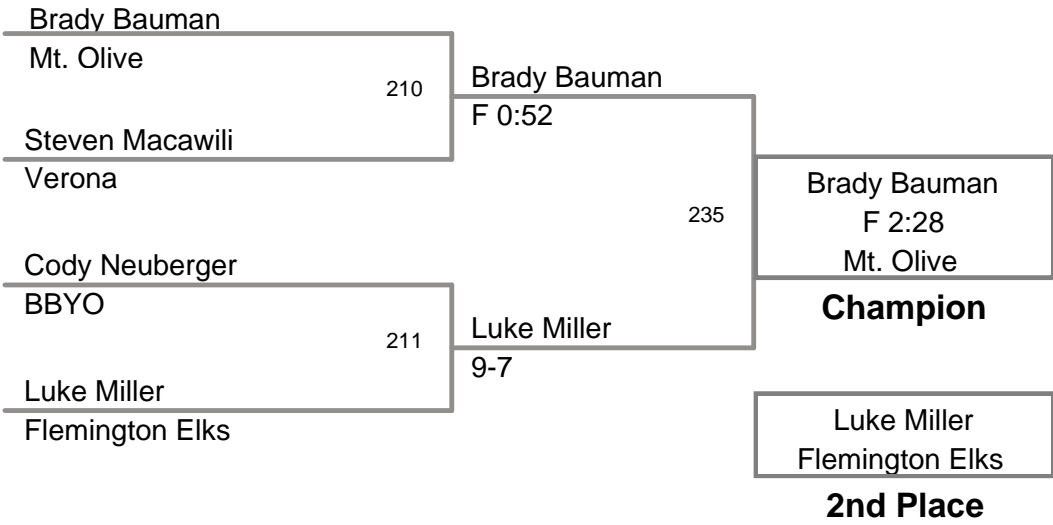 Brady Bauman
Mt. Olive
210
Steven Macawili
Verona
Brady Bauman
F 0:52
Cody Neuberger
BBYO
211
Luke Miller
Flemington Elks
Luke Miller
9-7
235
Brady Bauman
F 2:28
Mt. Olive
Champion
Luke Miller
Flemington Elks
2nd Place